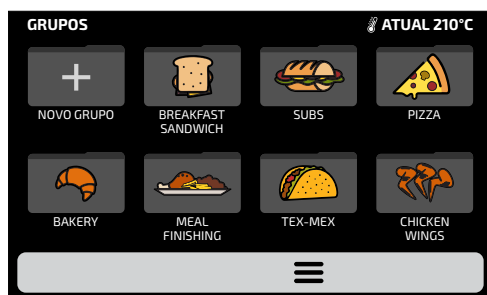 GRUPOS
ATUAL 210°C
NOVO GRUPO
BREAKFAST
SANDWICH
SUBS
PIZZA
BAKERY
MEAL
FINISHING
TEX-MEX
CHICKEN
WINGS